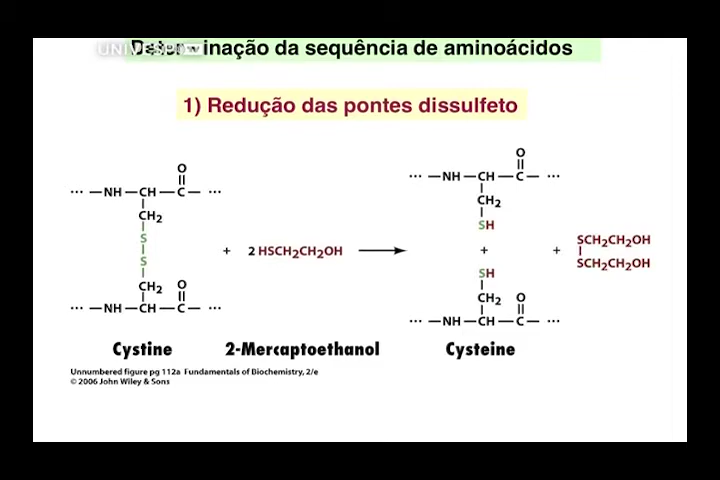 Determinação da sequência de aminoácidos
1) Redução das pontes dissulfeto
O O
··· —NH—CH—C— ··· ··· —NH—CH—C— ···
CH2 CH2
S SH
+ 2 HSCH2CH2OH + + SCH2CH2OH
S SH SCH2CH2OH
CH2 O CH2 O
··· —NH—CH—C— ··· ··· —NH—CH—C— ···
Cystine 2-Mercaptoethanol Cysteine
Unnumbered figure pg 112a Fundamentals of Biochemistry, 2/e
© 2006 John Wiley & Sons